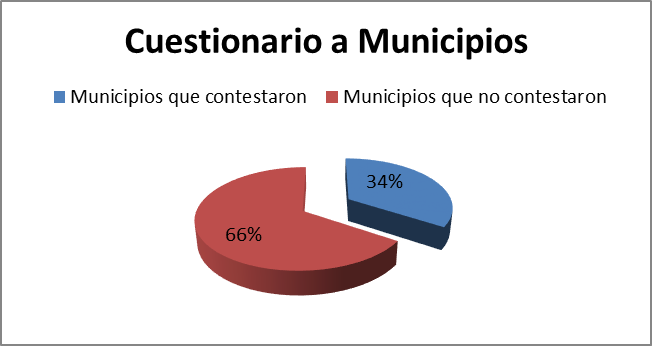 Cuestionario a Municipios
Municipios que contestaron Municipios que no contestaron
34%
66%